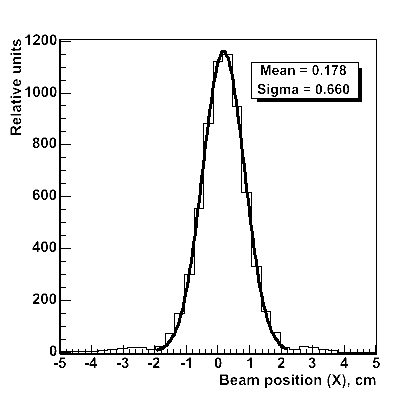 Relative units
1200
1000
800
600
400
200
0
Mean = 0.178
Sigma = 0.660
-5 -4 -3 -2 -1 0 1 2 3 4 5
Beam position (X), cm